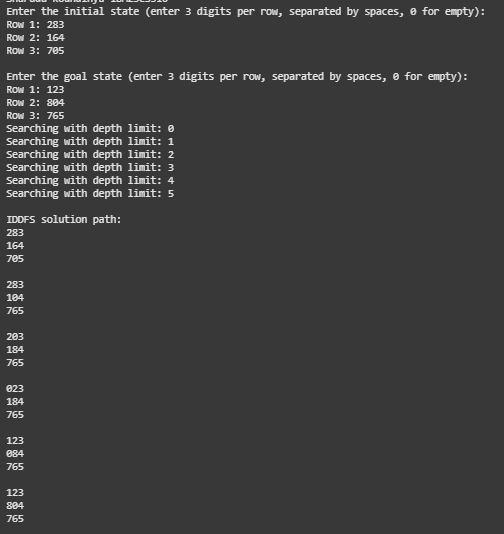 Enter the initial state (enter 3 digits per row, separated by spaces, 0 for empty):
Row 1: 283
Row 2: 164
Row 3: 705
Enter the goal state (enter 3 digits per row, separated by spaces, 0 for empty):
Row 1: 123
Row 2: 804
Row 3: 765
Searching with depth limit: 0
Searching with depth limit: 1
Searching with depth limit: 2
Searching with depth limit: 3
Searching with depth limit: 4
Searching with depth limit: 5
IDDFS solution path:
283
164
705
283
104
765
203
184
765
023
184
765
123
084
765
123
804
765